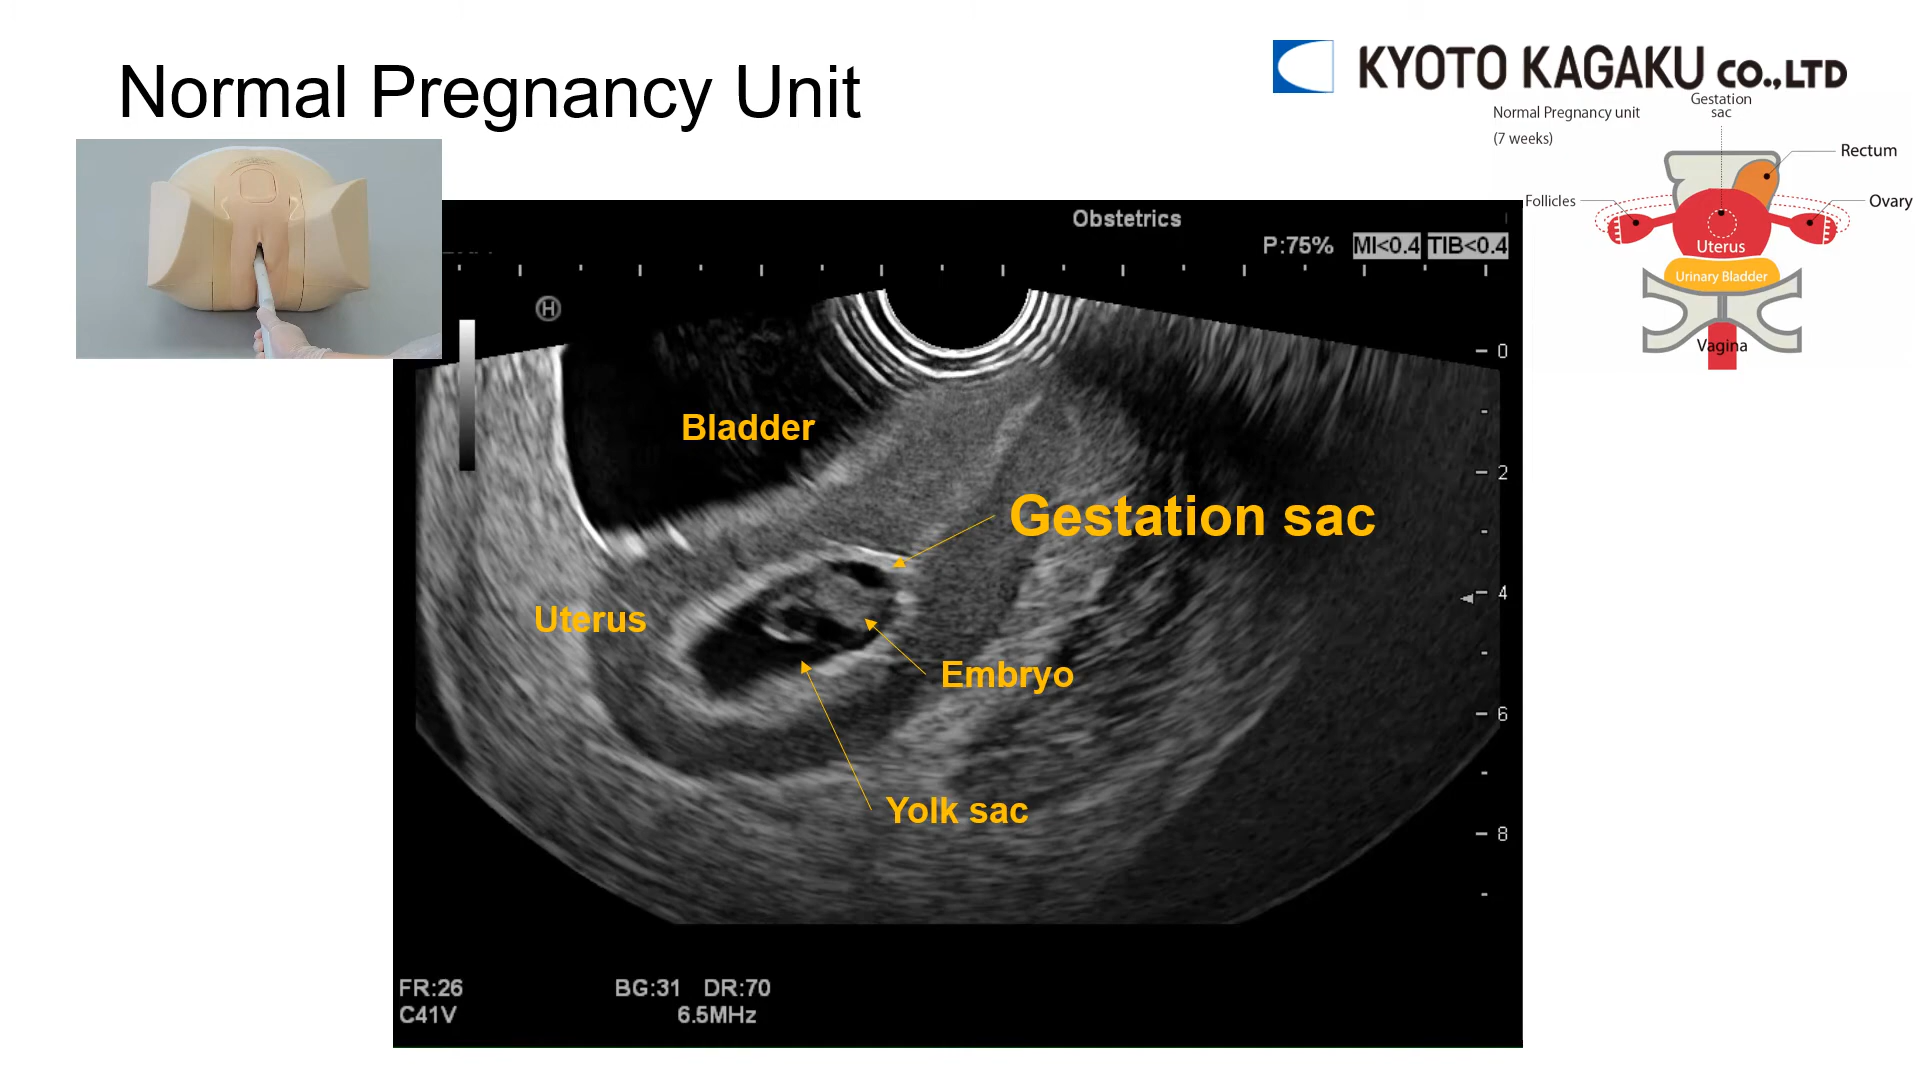 Normal Pregnancy Unit
KYOTO KAGAKU CO.,LTD
Normal Pregnancy unit
(7 weeks)
Gestation
sac
Rectum
Follicles
Ovary
Uterus
Urinary Bladder
Vagina
Obstetrics
P:75% MI<0.4 TIB<0.4
H
0
Bladder
2
Gestation sac
4
Uterus
Embryo
6
Yolk sac
8
FR:26 BG:31 DR:70
C41V 6.5MHz